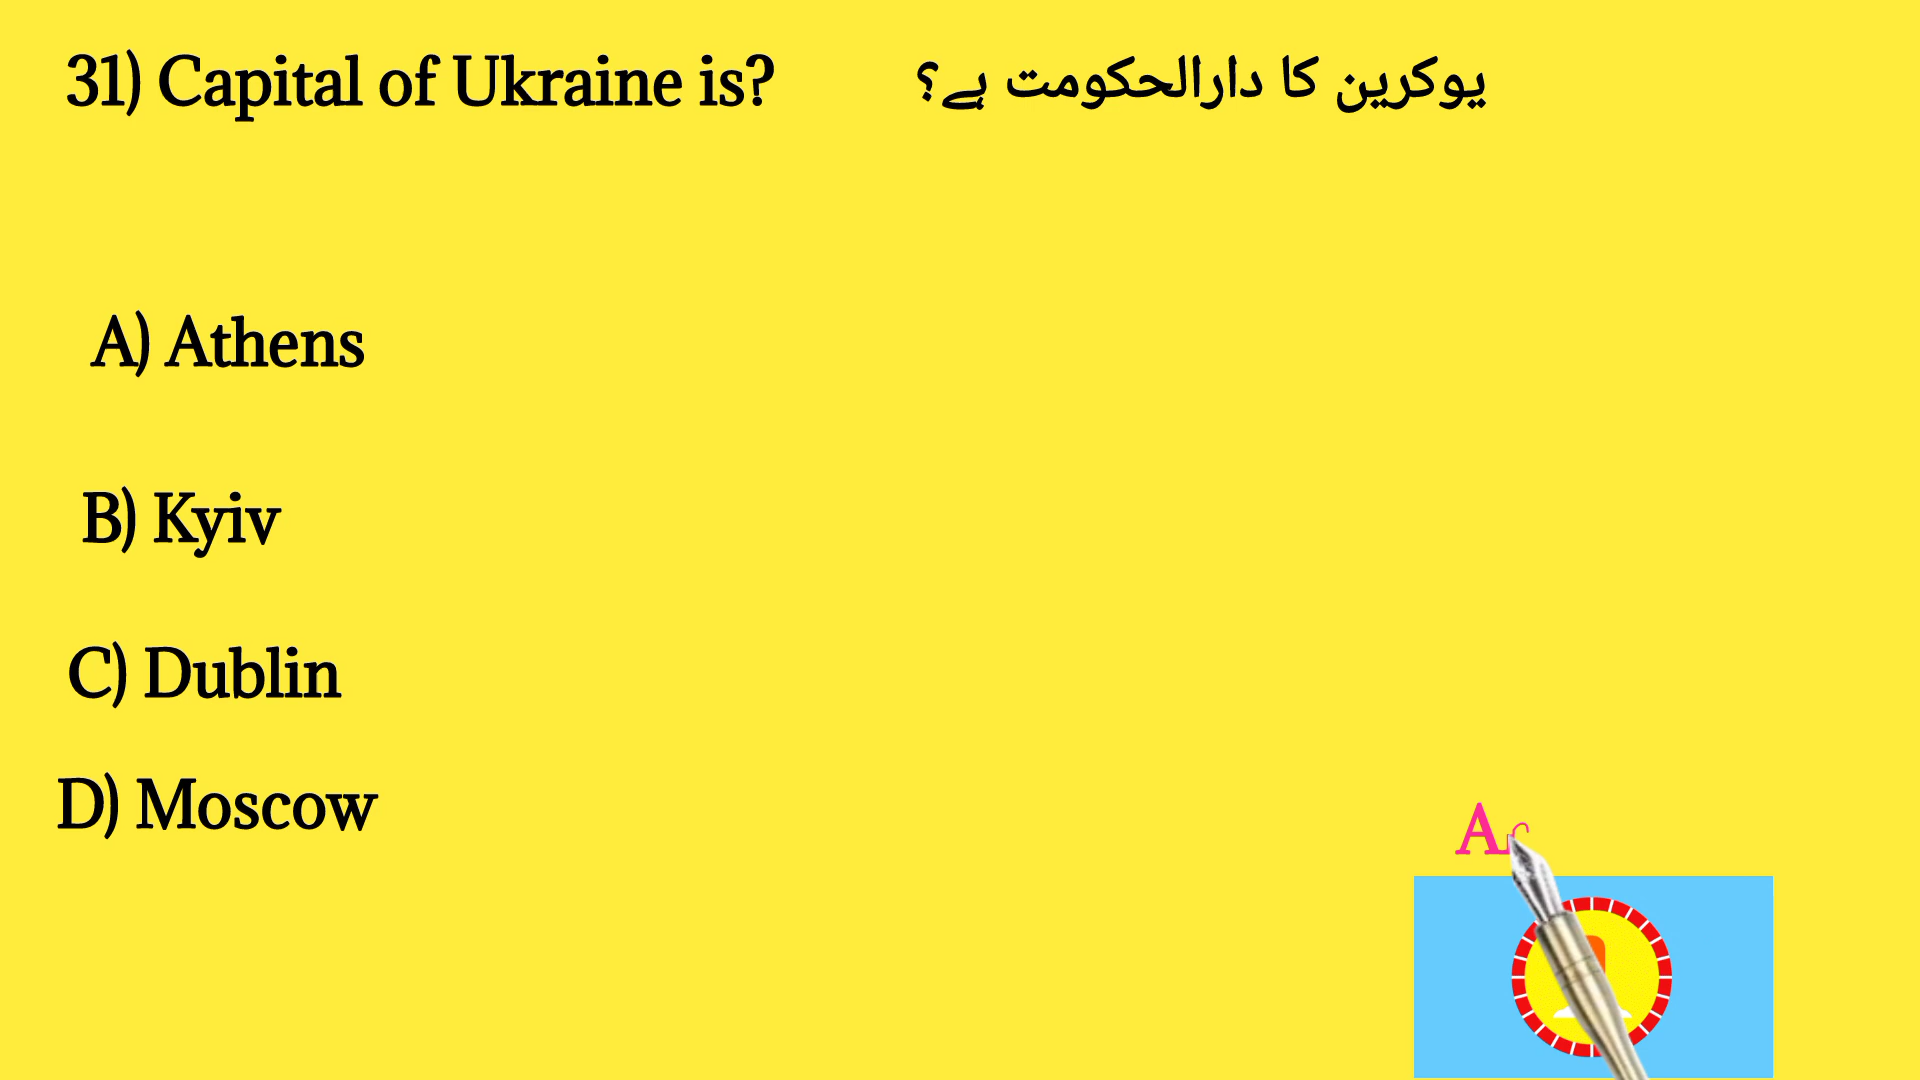 31) Capital of Ukraine is?
یوکرین کا دارالحکومت ہے؟
A) Athens
B) Kyiv
C) Dublin
D) Moscow